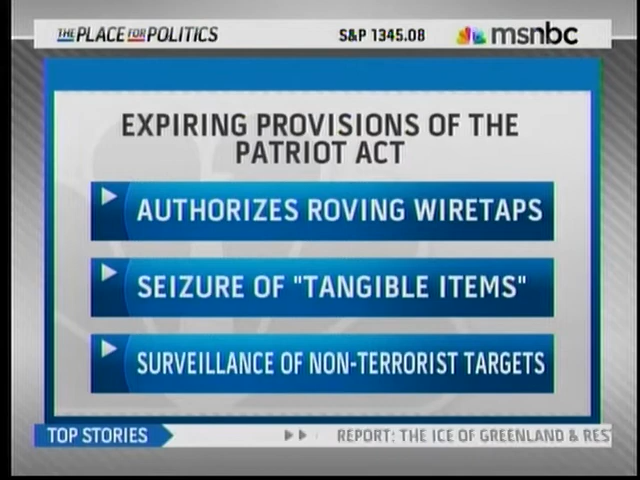 THE PLACE FOR POLITICS
S&P 1345.08
msnbc
EXPIRING PROVISIONS OF THE
PATRIOT ACT
AUTHORIZES ROVING WIRETAPS
SEIZURE OF "TANGIBLE ITEMS"
SURVEILLANCE OF NON-TERRORIST TARGETS
TOP STORIES
REPORT: THE ICE OF GREENLAND & RES